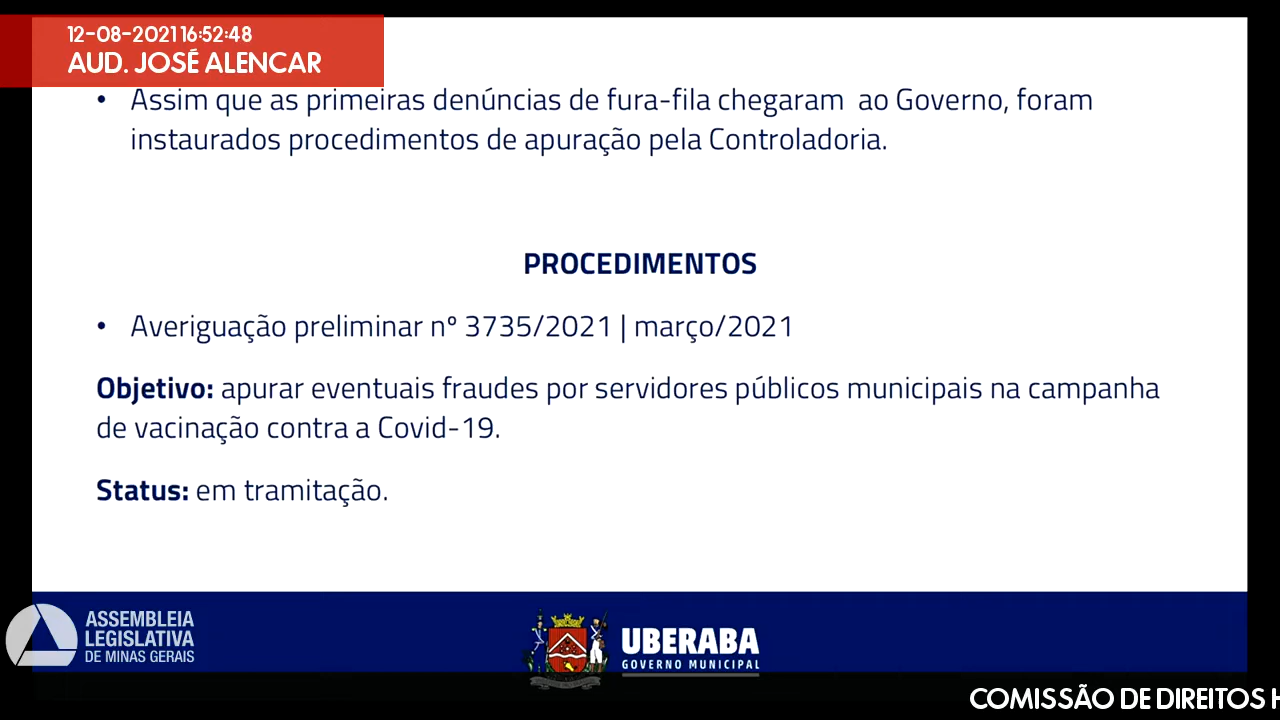 12-08-2021 16:52:48
AUD. JOSÉ ALENCAR
• Assim que as primeiras denúncias de fura-fila chegaram ao Governo, foram
instaurados procedimentos de apuração pela Controladoria.
PROCEDIMENTOS
• Averiguação preliminar nº 3735/2021 | março/2021
Objetivo: apurar eventuais fraudes por servidores públicos municipais na campanha
de vacinação contra a Covid-19.
Status: em tramitação.
ASSEMBLEIA
LEGISLATIVA
DE MINAS GERAIS
UBERABA
GOVERNO MUNICIPAL
COMISSÃO DE DIREITOS